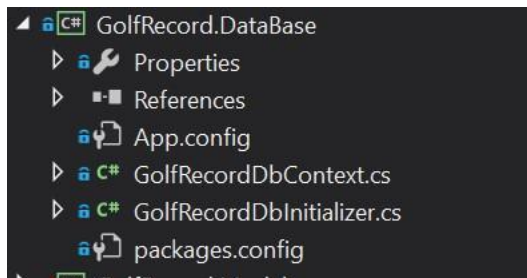 C# GolfRecord.DataBase
Properties
References
App.config
C# GolfRecordDbContext.cs
C# GolfRecordDbInitializer.cs
packages.config